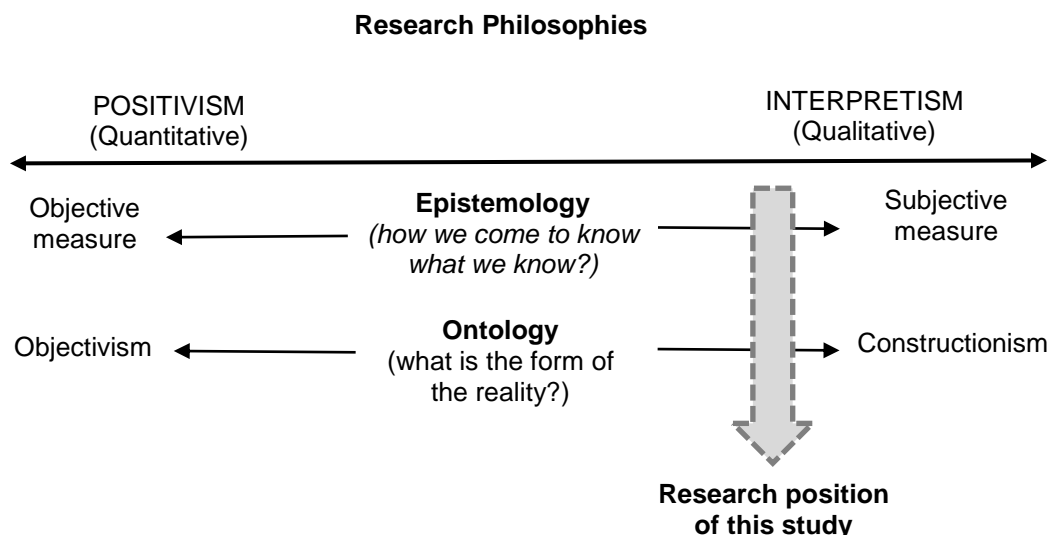 Research Philosophies
POSITIVISM
(Quantitative)
INTERPRETISM
(Qualitative)
Objective
measure
Epistemology
(how we come to know
what we know?)
Subjective
measure
Objectivism
Ontology
(what is the form of
the reality?)
Constructionism
Research position
of this study